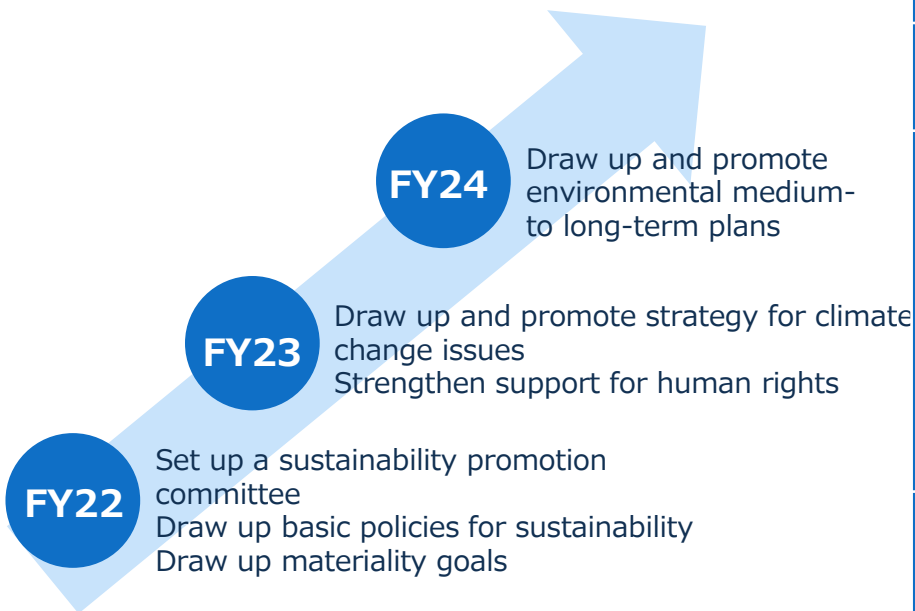 FY24
Draw up and promote
environmental medium-
to long-term plans
FY23
Draw up and promote strategy for climate
change issues
Strengthen support for human rights
FY22
Set up a sustainability promotion
committee
Draw up basic policies for sustainability
Draw up materiality goals